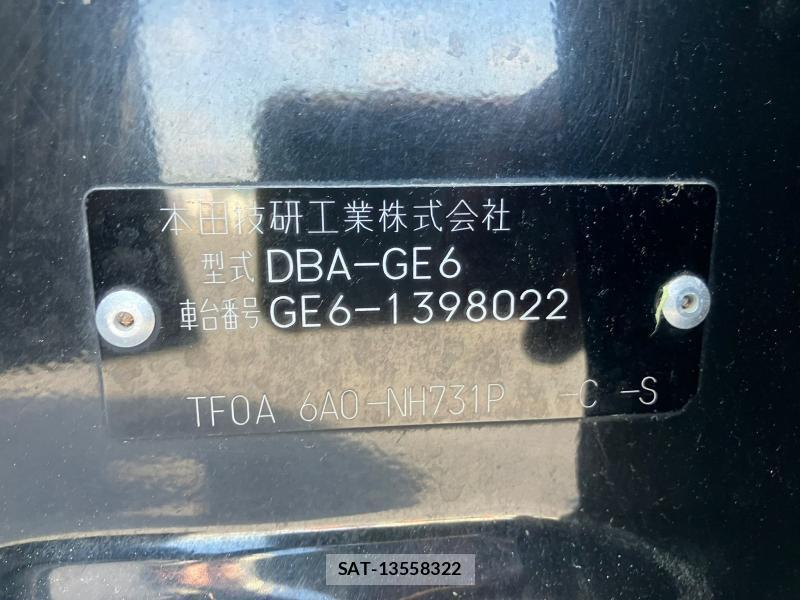 本田技研工業株式会社
型式 DBA-GE6
車台番号 GE6-1398022
TF0A 6A0-NH731P -C -S
SAT-13558322